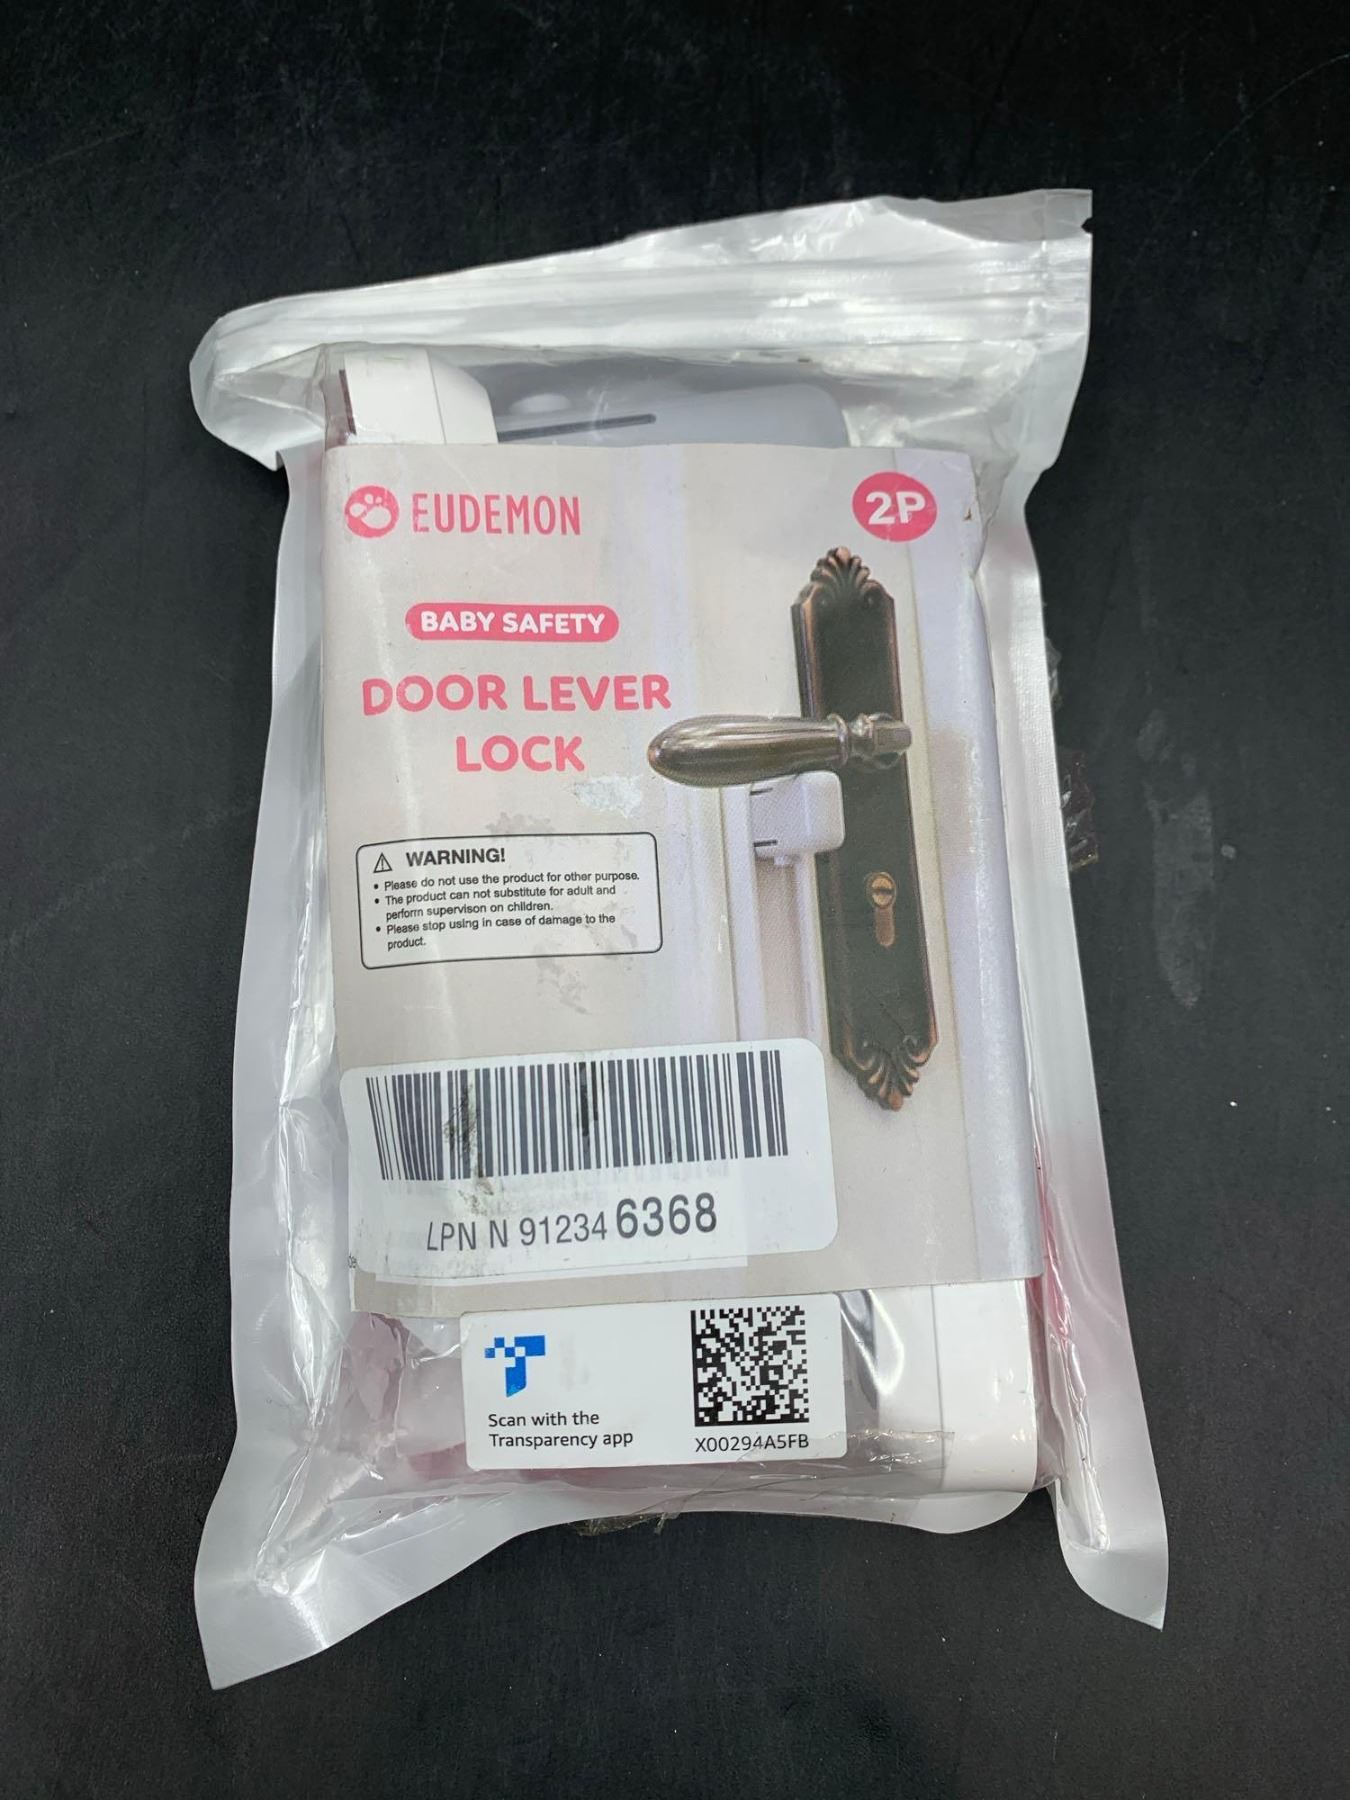 EUDEMON
2P
BABY SAFETY
DOOR LEVER
LOCK
WARNING!
• Please do not use the product for other purpose.
• The product can not substitute for adult and
perform supervison on children.
• Please stop using in case of damage to the
product.
LPN N 91234 6368
Scan with the
Transparency app
X00294A5FB